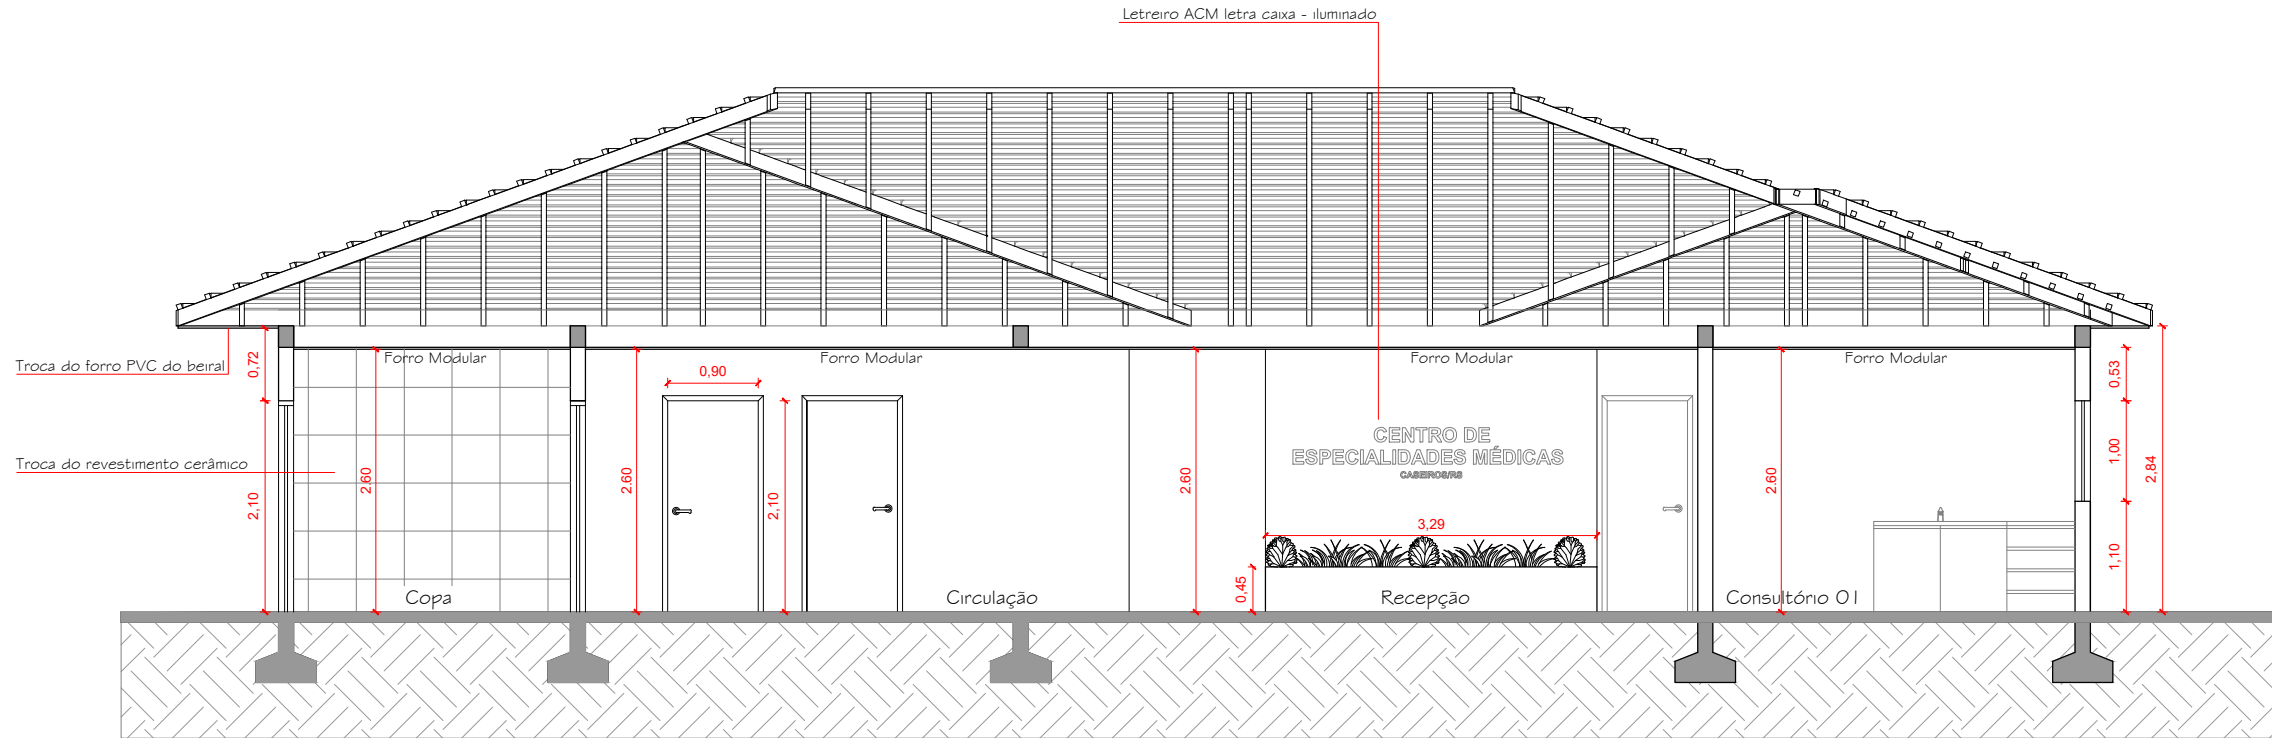 Letreiro ACM letra caixa - iluminado
Troca do forro PVC do beiral
Troca do revestimento cerâmico
0,72
2,10
Forro Modular
2.60
Copa
Forro Modular
2.60
0,90
2,10
Circulação
2.60
Forro Modular
CENTRO DE
ESPECIALIDADES MÉDICAS
CASEIROS/RS
3,29
0,45
Recepção
Forro Modular
2.60
Consultório 01
0,53
1,00
1,10
2,84